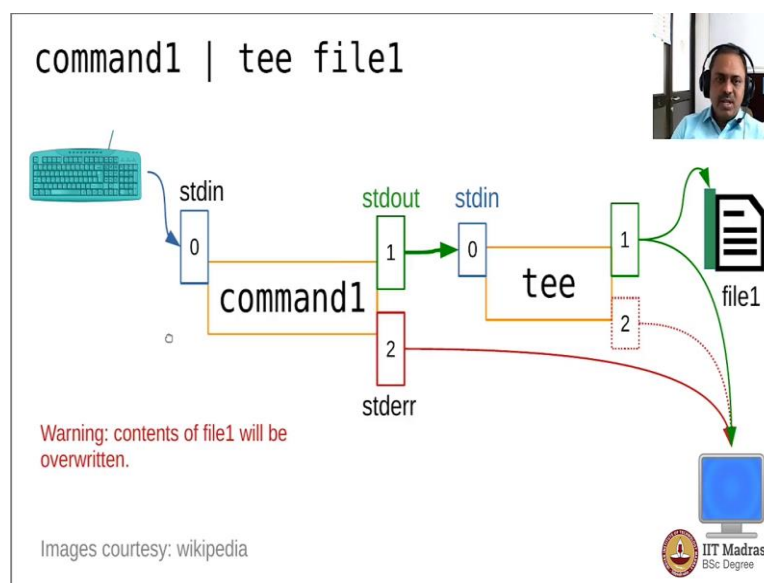 command1 | tee file1
stdin
stdout
stdin
0
1
0
1
command1
tee
2
2
file1
stderr
Warning: contents of file1 will be
overwritten.
Images courtesy: wikipedia
IIT Madras
BSc Degree